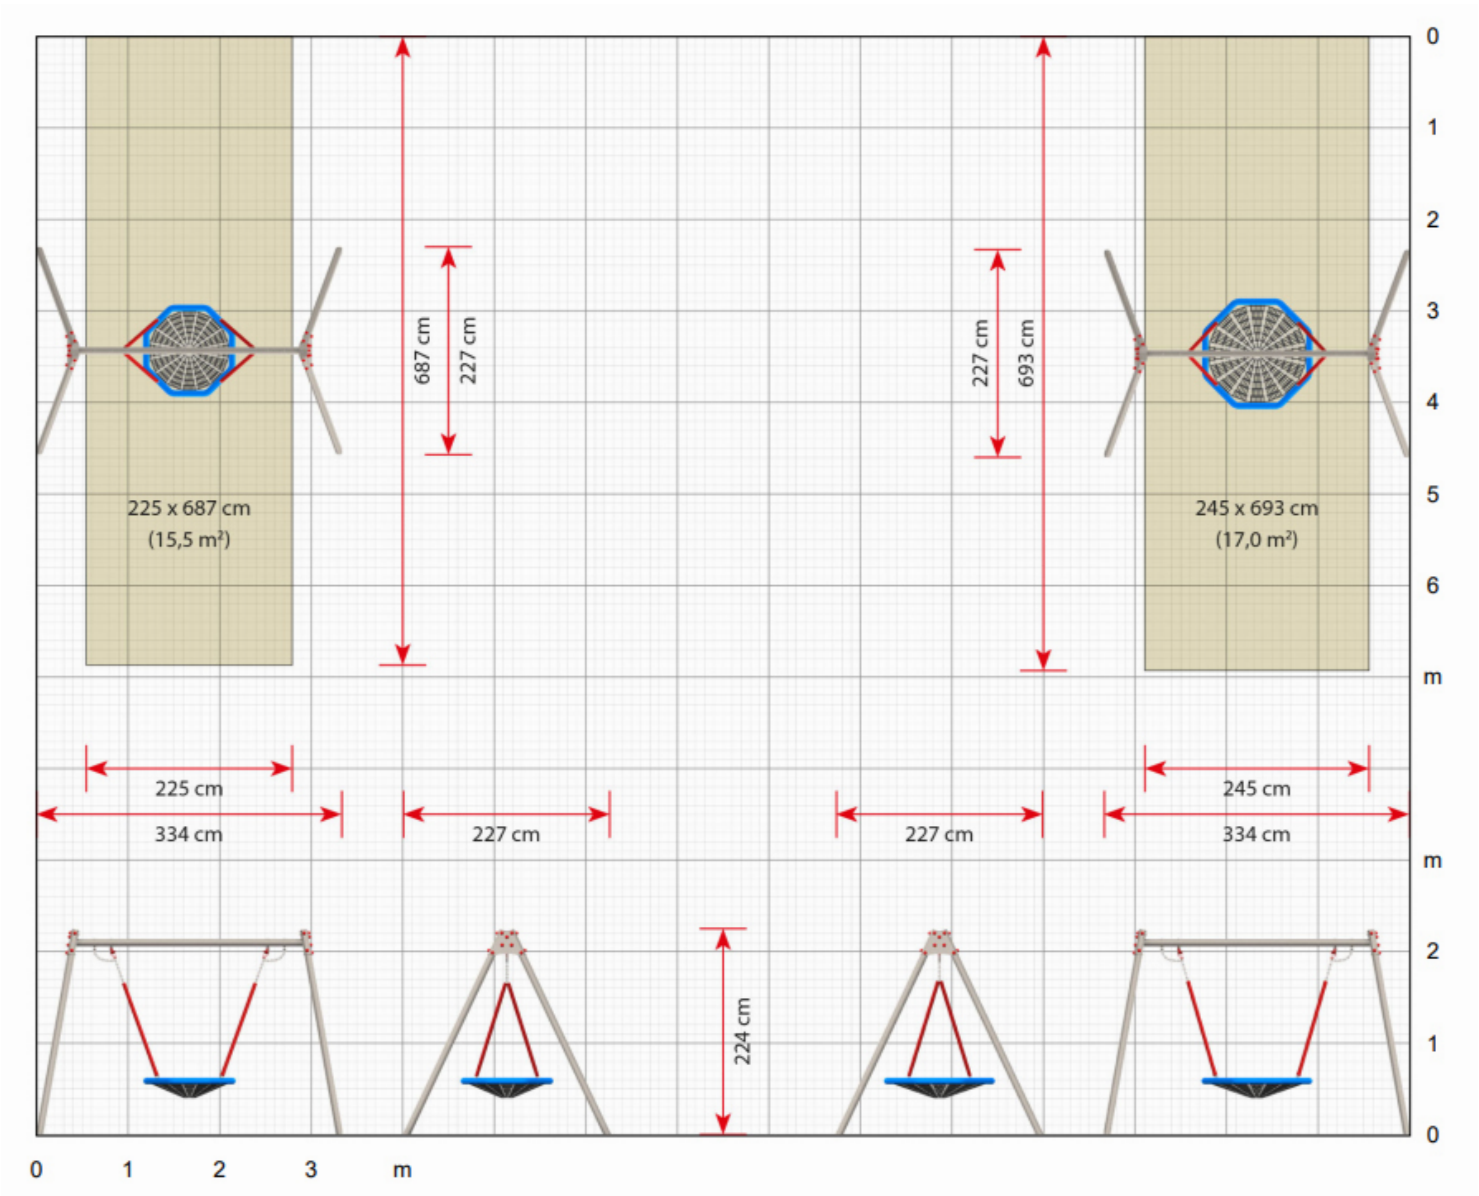 0
1
2
3
4
5
6
m
687 cm
227 cm
227 cm
693 cm
225 x 687 cm
(15,5 m²)
245 x 693 cm
(17,0 m²)
225 cm
334 cm
227 cm
227 cm
245 cm
334 cm
m
2
1
0
224 cm
0 1 2 3 m